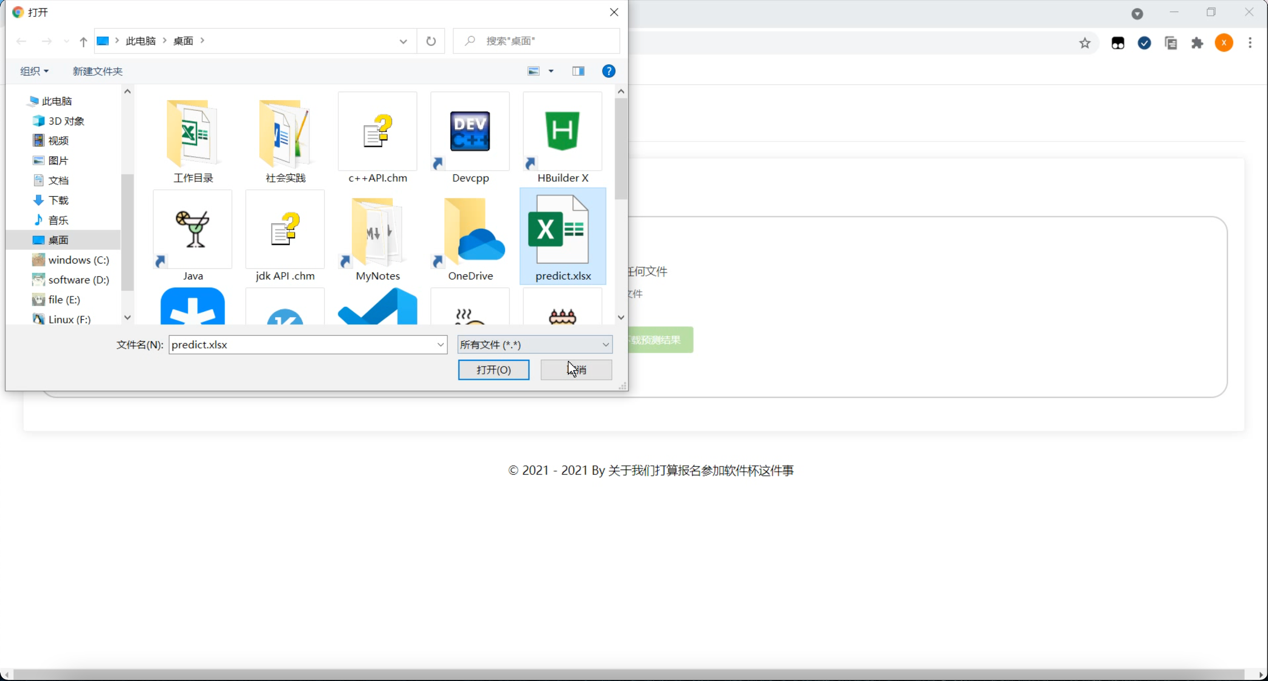 打开
此电脑
桌面
搜索"桌面"
组织
新建文件夹
此电脑
3D 对象
视频
图片
文档
下载
音乐
桌面
windows (C:)
software (D:)
file (E:)
Linux (F:)
工作目录
社会实践
c++API.chm
Devcpp
HBuilder X
Java
jdk API .chm
MyNotes
OneDrive
predict.xlsx
文件名(N):
predict.xlsx
所有文件 (*.*)
打开(O)
消
任何文件
文件
载预测结果
© 2021 - 2021 By 关于我们打算报名参加软件杯这件事
X
DEV
C++
H
X